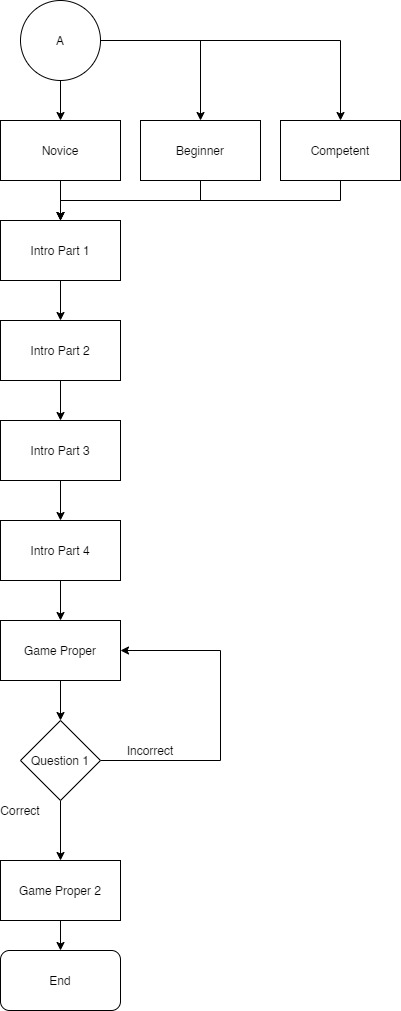 A
Novice
Beginner
Competent
Intro Part 1
Intro Part 2
Intro Part 3
Intro Part 4
Game Proper
Question 1
Incorrect
Correct
Game Proper 2
End